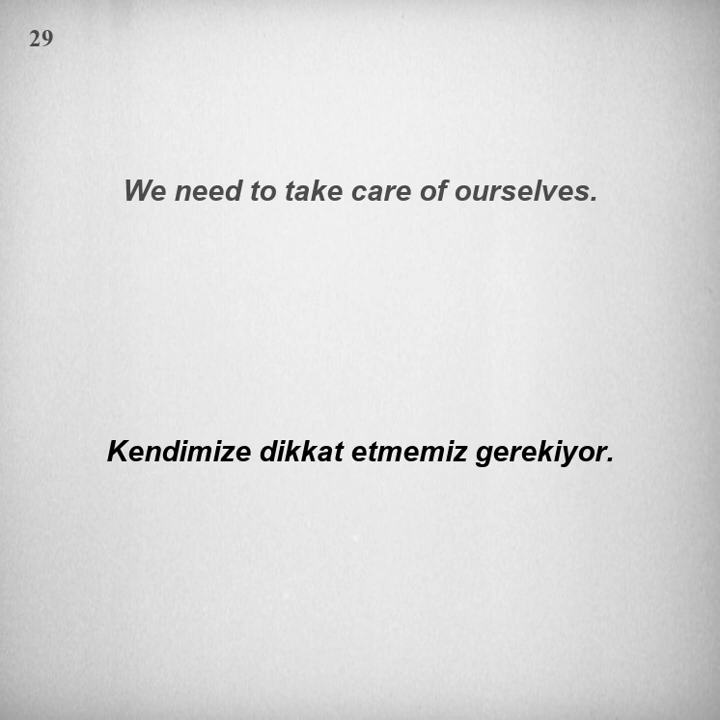 29
We need to take care of ourselves.
Kendimize dikkat etmemiz gerekiyor.